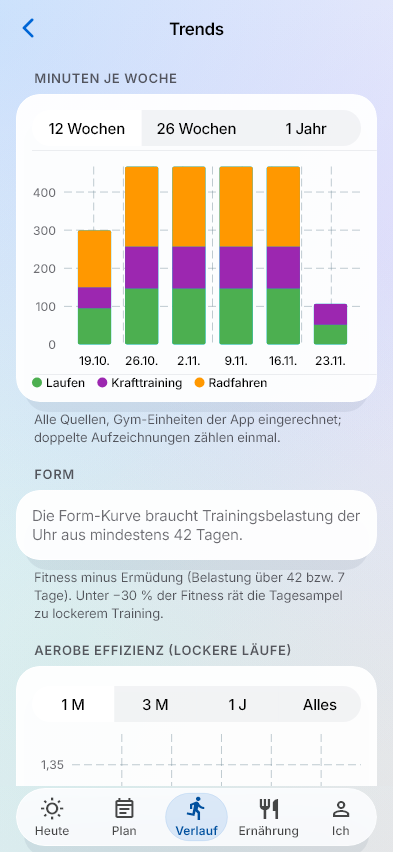 Trends
MINUTEN JE WOCHE
12 Wochen 26 Wochen 1 Jahr
400
300
200
100
0
19.10. 26.10. 2.11. 9.11. 16.11. 23.11.
Laufen Krafttraining Radfahren
Alle Quellen, Gym-Einheiten der App eingerechnet;
doppelte Aufzeichnungen zählen einmal.
FORM
Die Form-Kurve braucht Trainingsbelastung der
Uhr aus mindestens 42 Tagen.
Fitness minus Ermüdung (Belastung über 42 bzw. 7
Tage). Unter −30 % der Fitness rät die Tagesampel
zu lockerem Training.
AEROBE EFFIZIENZ (LOCKERE LÄUFE)
1 M 3 M 1 J Alles
1,35
Heute Plan Verlauf Ernährung Ich